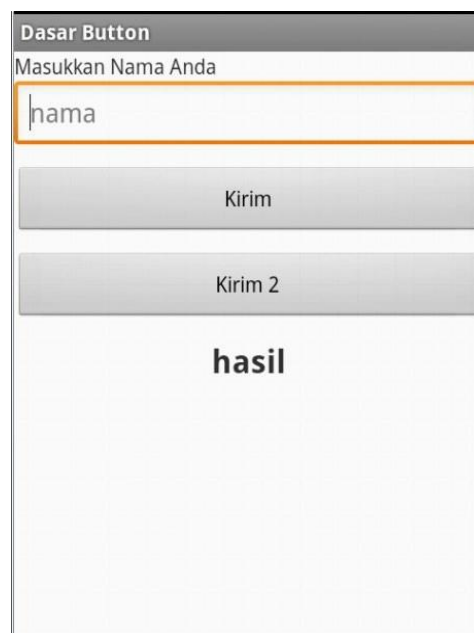 Dasar Button
Masukkan Nama Anda
nama
Kirim
Kirim 2
hasil